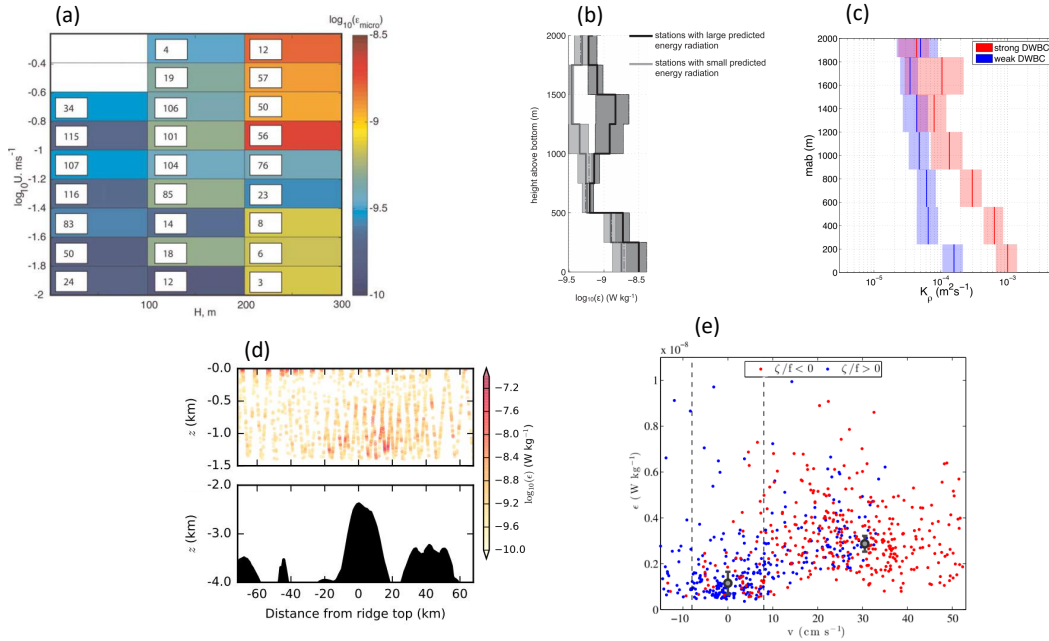 (a)
log10(εmicro)
-8.5
-9
-9.5
-10
-0.4
-0.6
-0.8
-1
-1.2
-1.4
-1.6
-1.8
-2
log10U, ms-1
4 12
19 57
34 106 50
115 101 56
107 104 76
116 85 23
83 14 8
50 18 6
24 12 3
100 200 300
H, m
(b)
stations with large predicted
energy radiation
stations with small predicted
energy radiation
2000
1500
1000
500
0
height above bottom (m)
−9.5 −9 −8.5
log10(ε) (W kg−1)
(c)
strong DWBC
weak DWBC
2000
1800
1600
1400
1200
1000
800
600
400
200
0
mab (m)
10−5 10−4 10−3
Kρ (m2s−1)
(d)
−0.0
−0.5
−1.0
−1.5
z (km)
−2.0
−3.0
−4.0
z (km)
−60 −40 −20 0 20 40 60
Distance from ridge top (km)
−7.2
−7.6
−8.0
−8.4
−8.8
−9.2
−9.6
−10.0
log10(ϵ) (W kg−1)
(e)
x 10−8
ζ/f < 0 ζ/f > 0
1
0.8
0.6
0.4
0.2
0
ϵ (W kg−1)
−10 0 10 20 30 40 50
v (cm s−1)